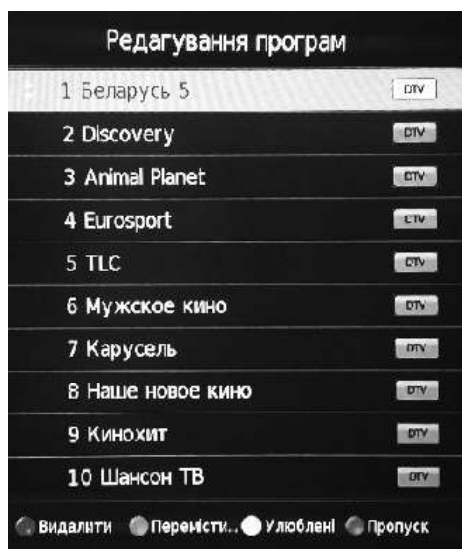 Редагування програм
1 Беларусь 5 DTV
2 Discovery DTV
3 Animal Planet DTV
4 Eurosport DTV
5 TLC DTV
6 Мужское кино DTV
7 Карусель DTV
8 Наше новое кино DTV
9 Кинохит DTV
10 Шансон ТВ DTV
Видалити Перемісти.. Улюблені Пропуск